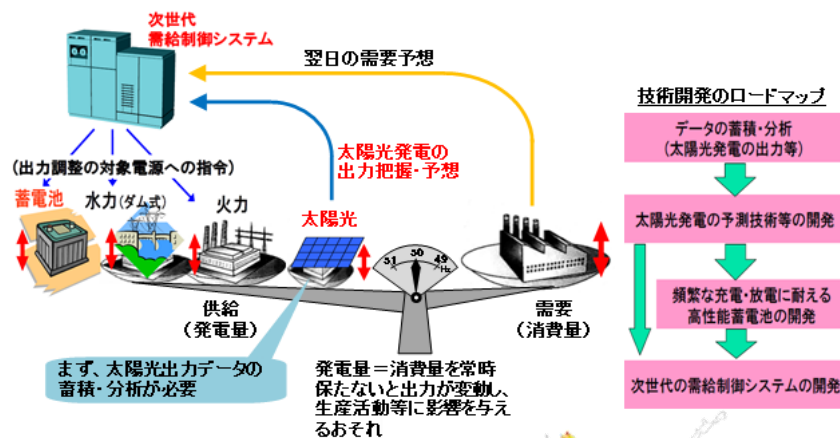 次世代
需給制御システム
翌日の需要予想
太陽光発電の
出力把握・予想
(出力調整の対象電源への指令)
蓄電池
水力(ダム式)
火力
太陽光
51 50 49
Hz
供給
(発電量)
需要
(消費量)
まず、太陽光出力データの
蓄積・分析が必要
発電量=消費量を常時
保たないと出力が変動し、
生産活動等に影響を与え
るおそれ
技術開発のロードマップ
データの蓄積・分析
(太陽光発電の出力等)
太陽光発電の予測技術等の開発
頻繁な充電・放電に耐える
高性能蓄電池の開発
次世代の需給制御システムの開発